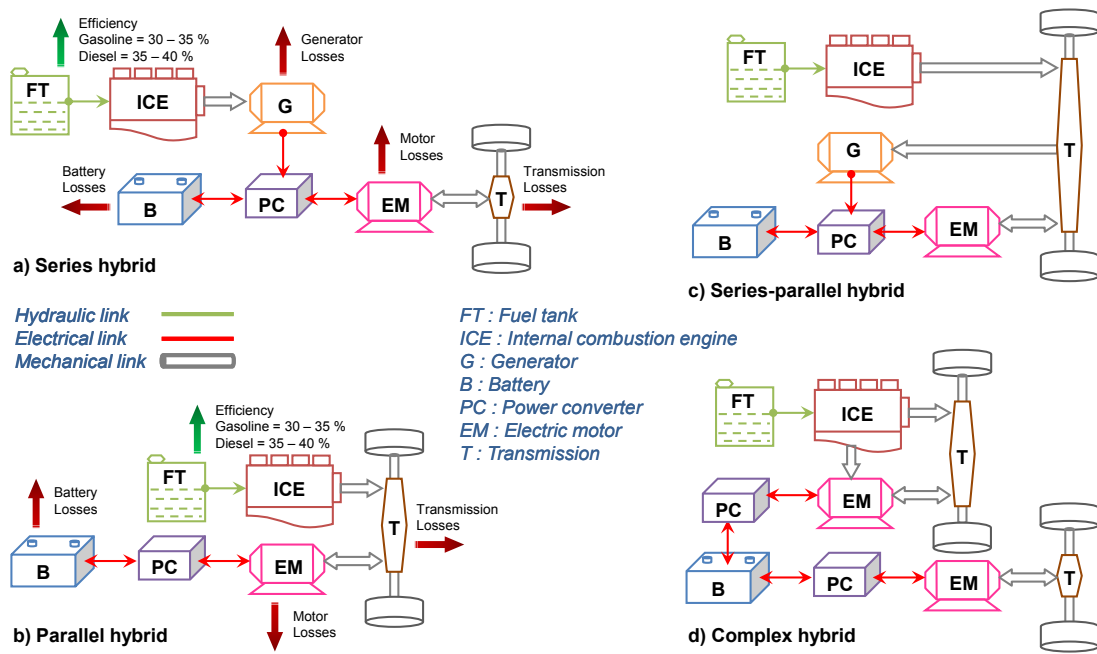 Efficiency
Gasoline = 30 – 35 %
Diesel = 35 – 40 %
Generator
Losses
FT
ICE
G
Motor
Losses
Battery
Losses
Transmission
Losses
B
PC
EM
T
a) Series hybrid
FT
ICE
G
T
B
PC
EM
c) Series-parallel hybrid
Hydraulic link
Electrical link
Mechanical link
FT : Fuel tank
ICE : Internal combustion engine
G : Generator
B : Battery
PC : Power converter
EM : Electric motor
T : Transmission
Efficiency
Gasoline = 30 – 35 %
Diesel = 35 – 40 %
Battery
Losses
FT
ICE
T
Transmission
Losses
B
PC
EM
Motor
Losses
b) Parallel hybrid
FT
ICE
T
PC
EM
B
PC
EM
T
d) Complex hybrid